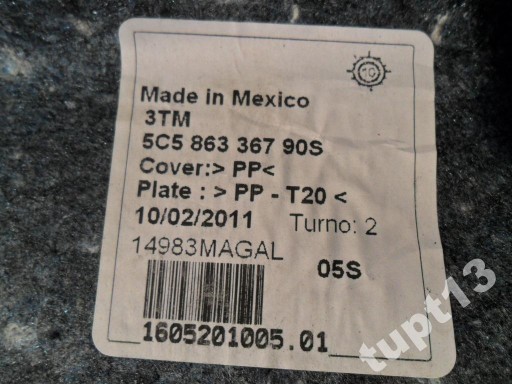 10
Made in Mexico
3TM
5C5 863 367 90S
Cover:> PP<
Plate : > PP - T20 <
10/02/2011 Turno: 2
14983MAGAL
05S
1605201005.01
tupt13